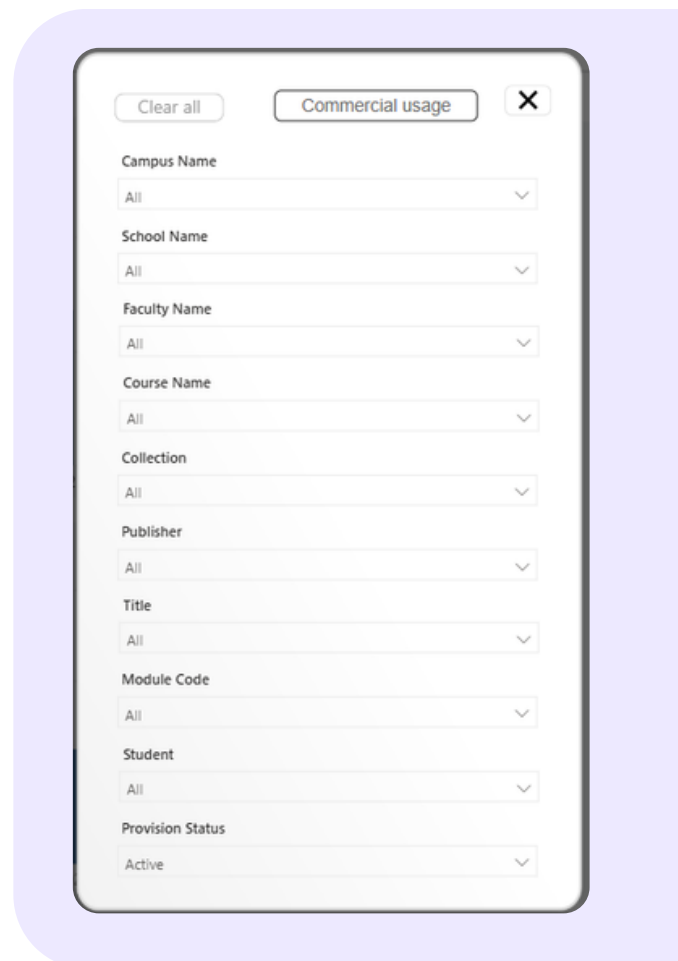 Clear all
Commercial usage
Campus Name
All
School Name
All
Faculty Name
All
Course Name
All
Collection
All
Publisher
All
Title
All
Module Code
All
Student
All
Provision Status
Active